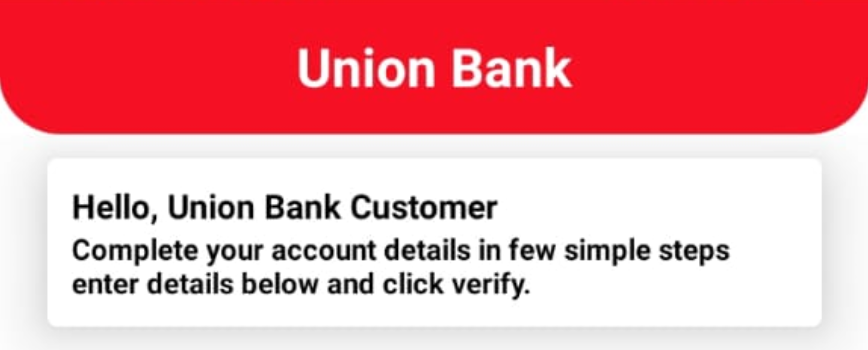 Union Bank
Hello, Union Bank Customer
Complete your account details in few simple steps
enter details below and click verify.